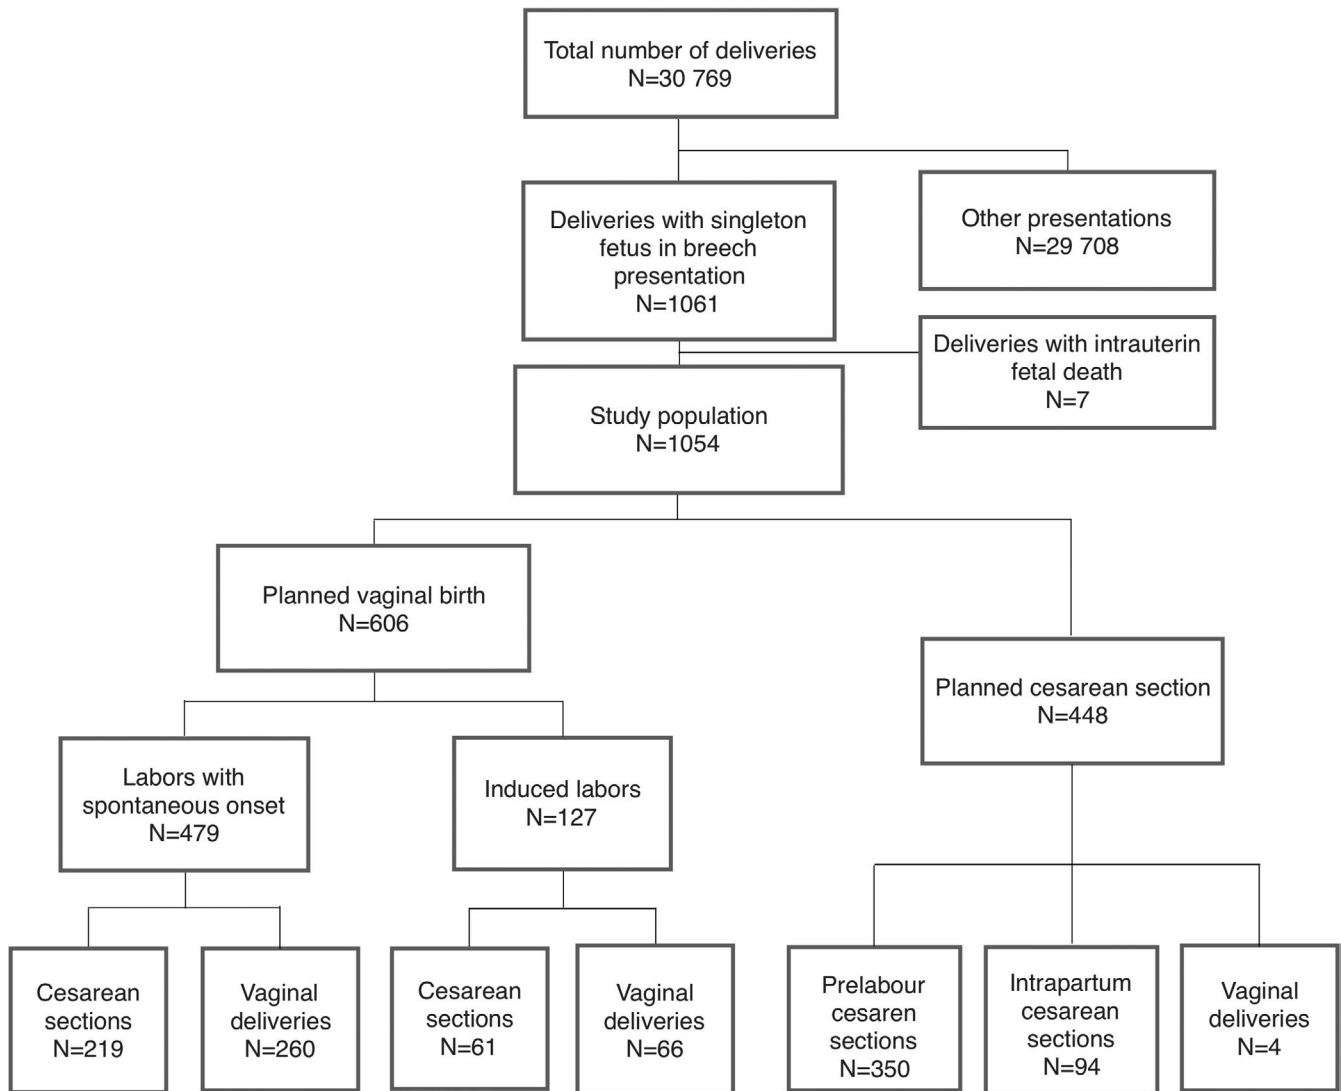 Total number of deliveries
N=30 769
Deliveries with singleton
fetus in breech
presentation
N=1061
Other presentations
N=29 708
Deliveries with intrauterin
fetal death
N=7
Study population
N=1054
Planned vaginal birth
N=606
Planned cesarean section
N=448
Labors with
spontaneous onset
N=479
Induced labors
N=127
Cesarean
sections
N=219
Vaginal
deliveries
N=260
Cesarean
sections
N=61
Vaginal
deliveries
N=66
Prelabour
cesaren
sections
N=350
Intrapartum
cesarean
sections
N=94
Vaginal
deliveries
N=4